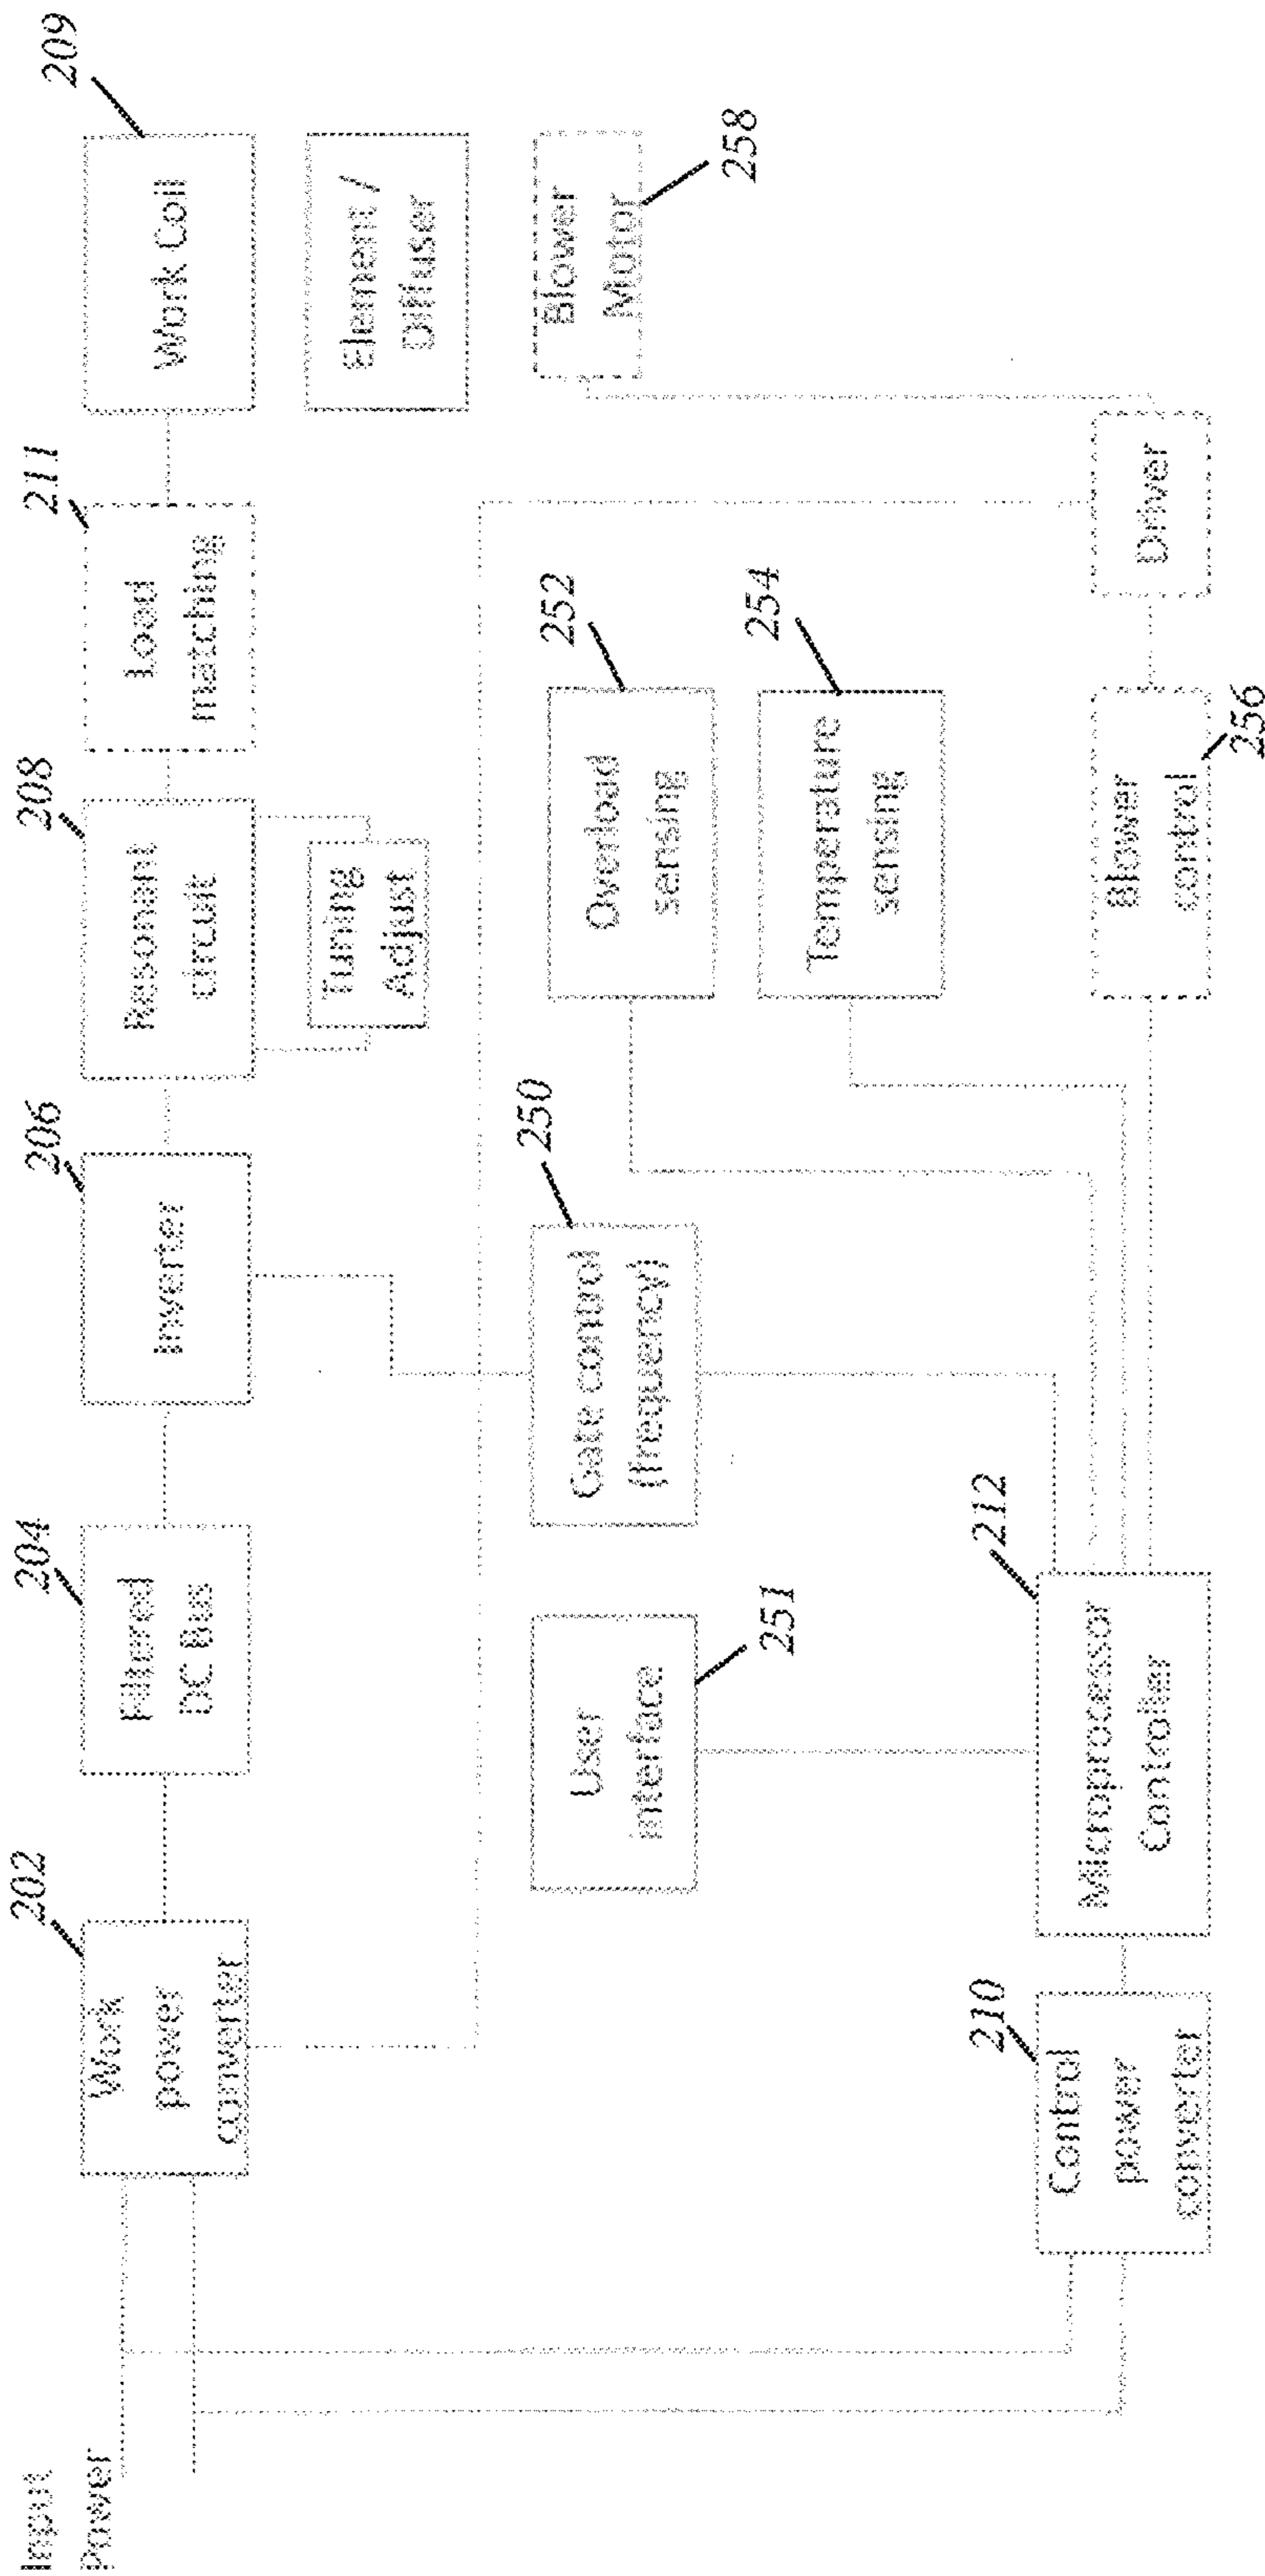 Input
Power
202
Work
power
converter
204
Filtered
DC Bus
206
Inverter
208
Resonant
circuit
Tuning
Adjust
211
Load
matching
209
Work Coil
Element /
Diffuser
Blower
Motor
258
User
interface
251
250
Gate control
(frequency)
252
Overload
sensing
254
Temperature
sensing
210
Control
power
converter
212
Microprocessor
Controller
Blower
control
256
Driver